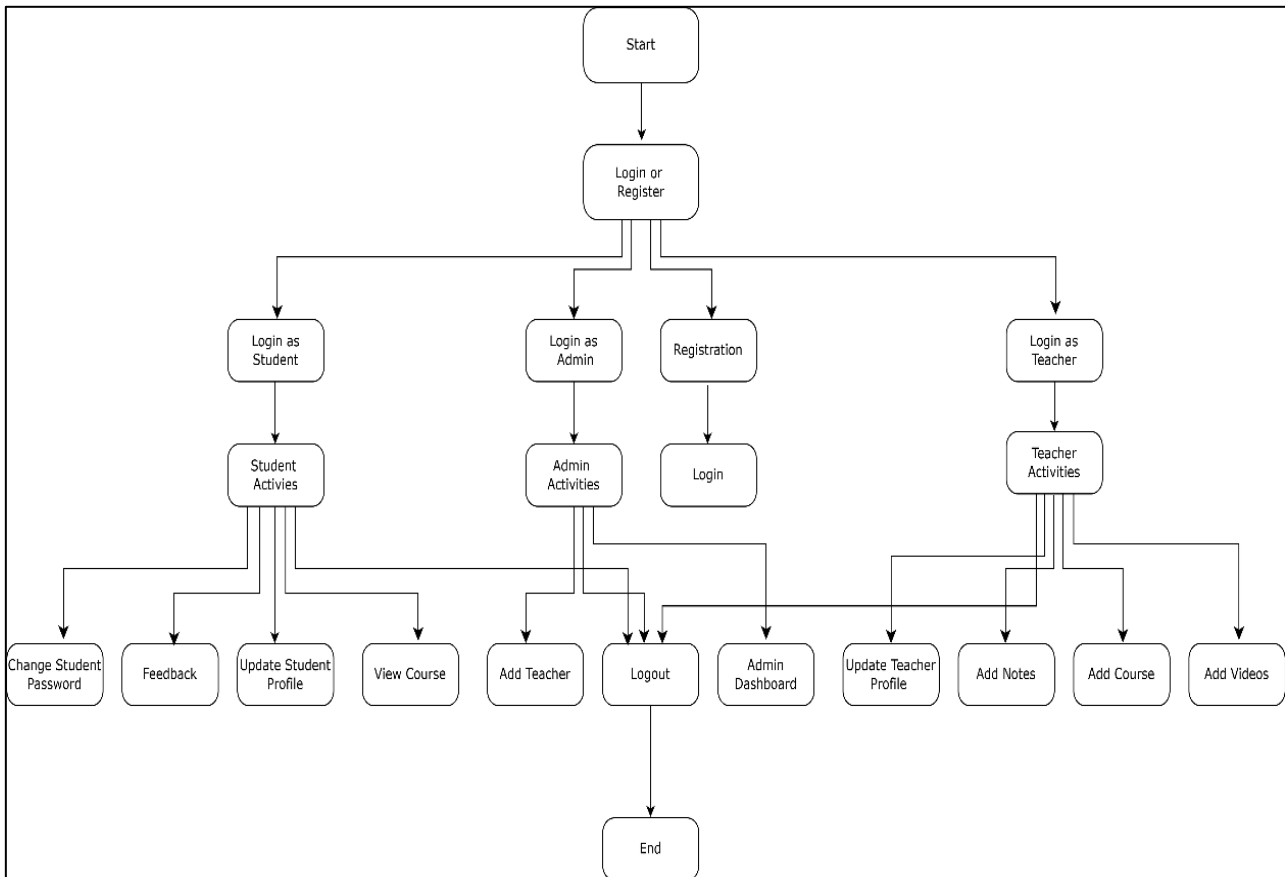 Start
Login or
Register
Login as
Student
Login as
Admin
Registration
Login as
Teacher
Student
Activies
Admin
Activities
Login
Teacher
Activities
Change Student
Password
Feedback
Update Student
Profile
View Course
Add Teacher
Logout
Admin
Dashboard
Update Teacher
Profile
Add Notes
Add Course
Add Videos
End